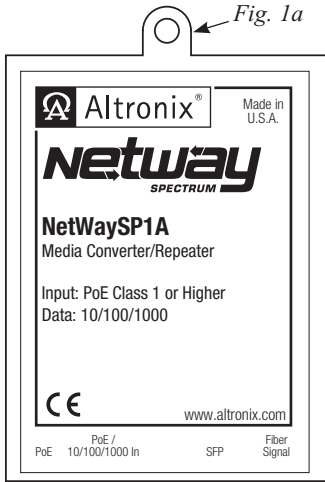 Fig. 1a
Altronix®
Made in
U.S.A.
Netway
SPECTRUM
NetWaySP1A
Media Converter/Repeater
Input: PoE Class 1 or Higher
Data: 10/100/1000
CE
www.altronix.com
PoE
PoE /
10/100/1000 In
SFP
Fiber
Signal